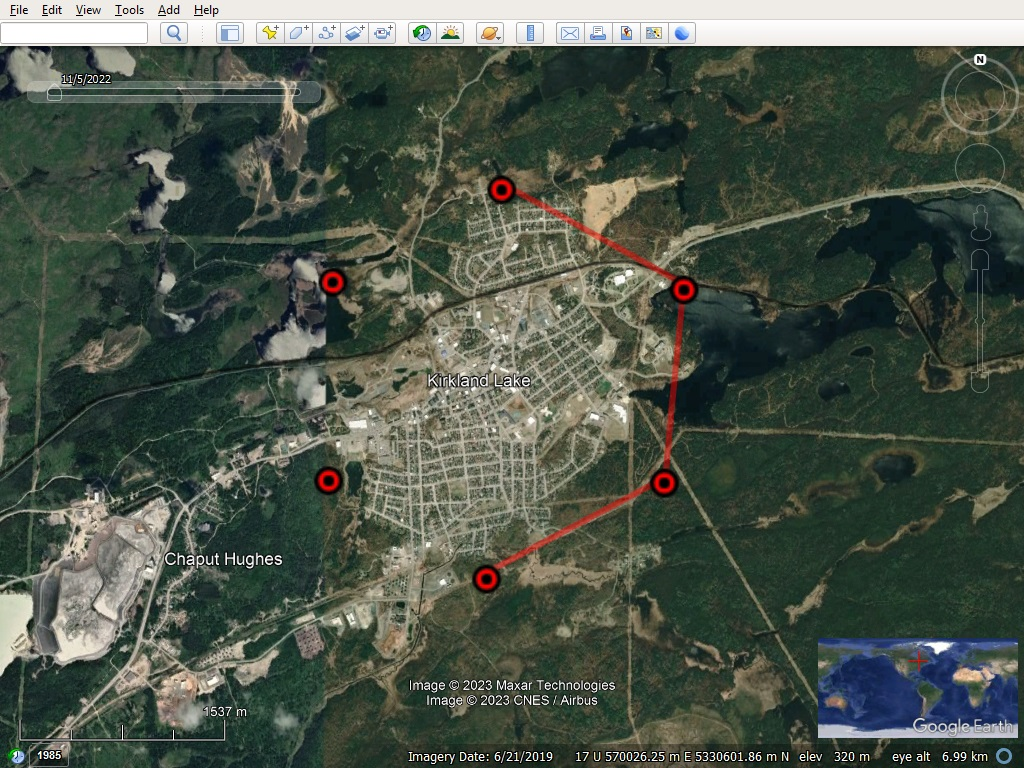 File Edit View Tools Add Help
11/5/2022
N
Kirkland Lake
Chaput Hughes
Image © 2023 Maxar Technologies
Image © 2023 CNES / Airbus
1537 m
Google Earth
1985
Imagery Date: 6/21/2019 17 U 570026.25 m E 5330601.86 m N elev 320 m eye alt 6.99 km